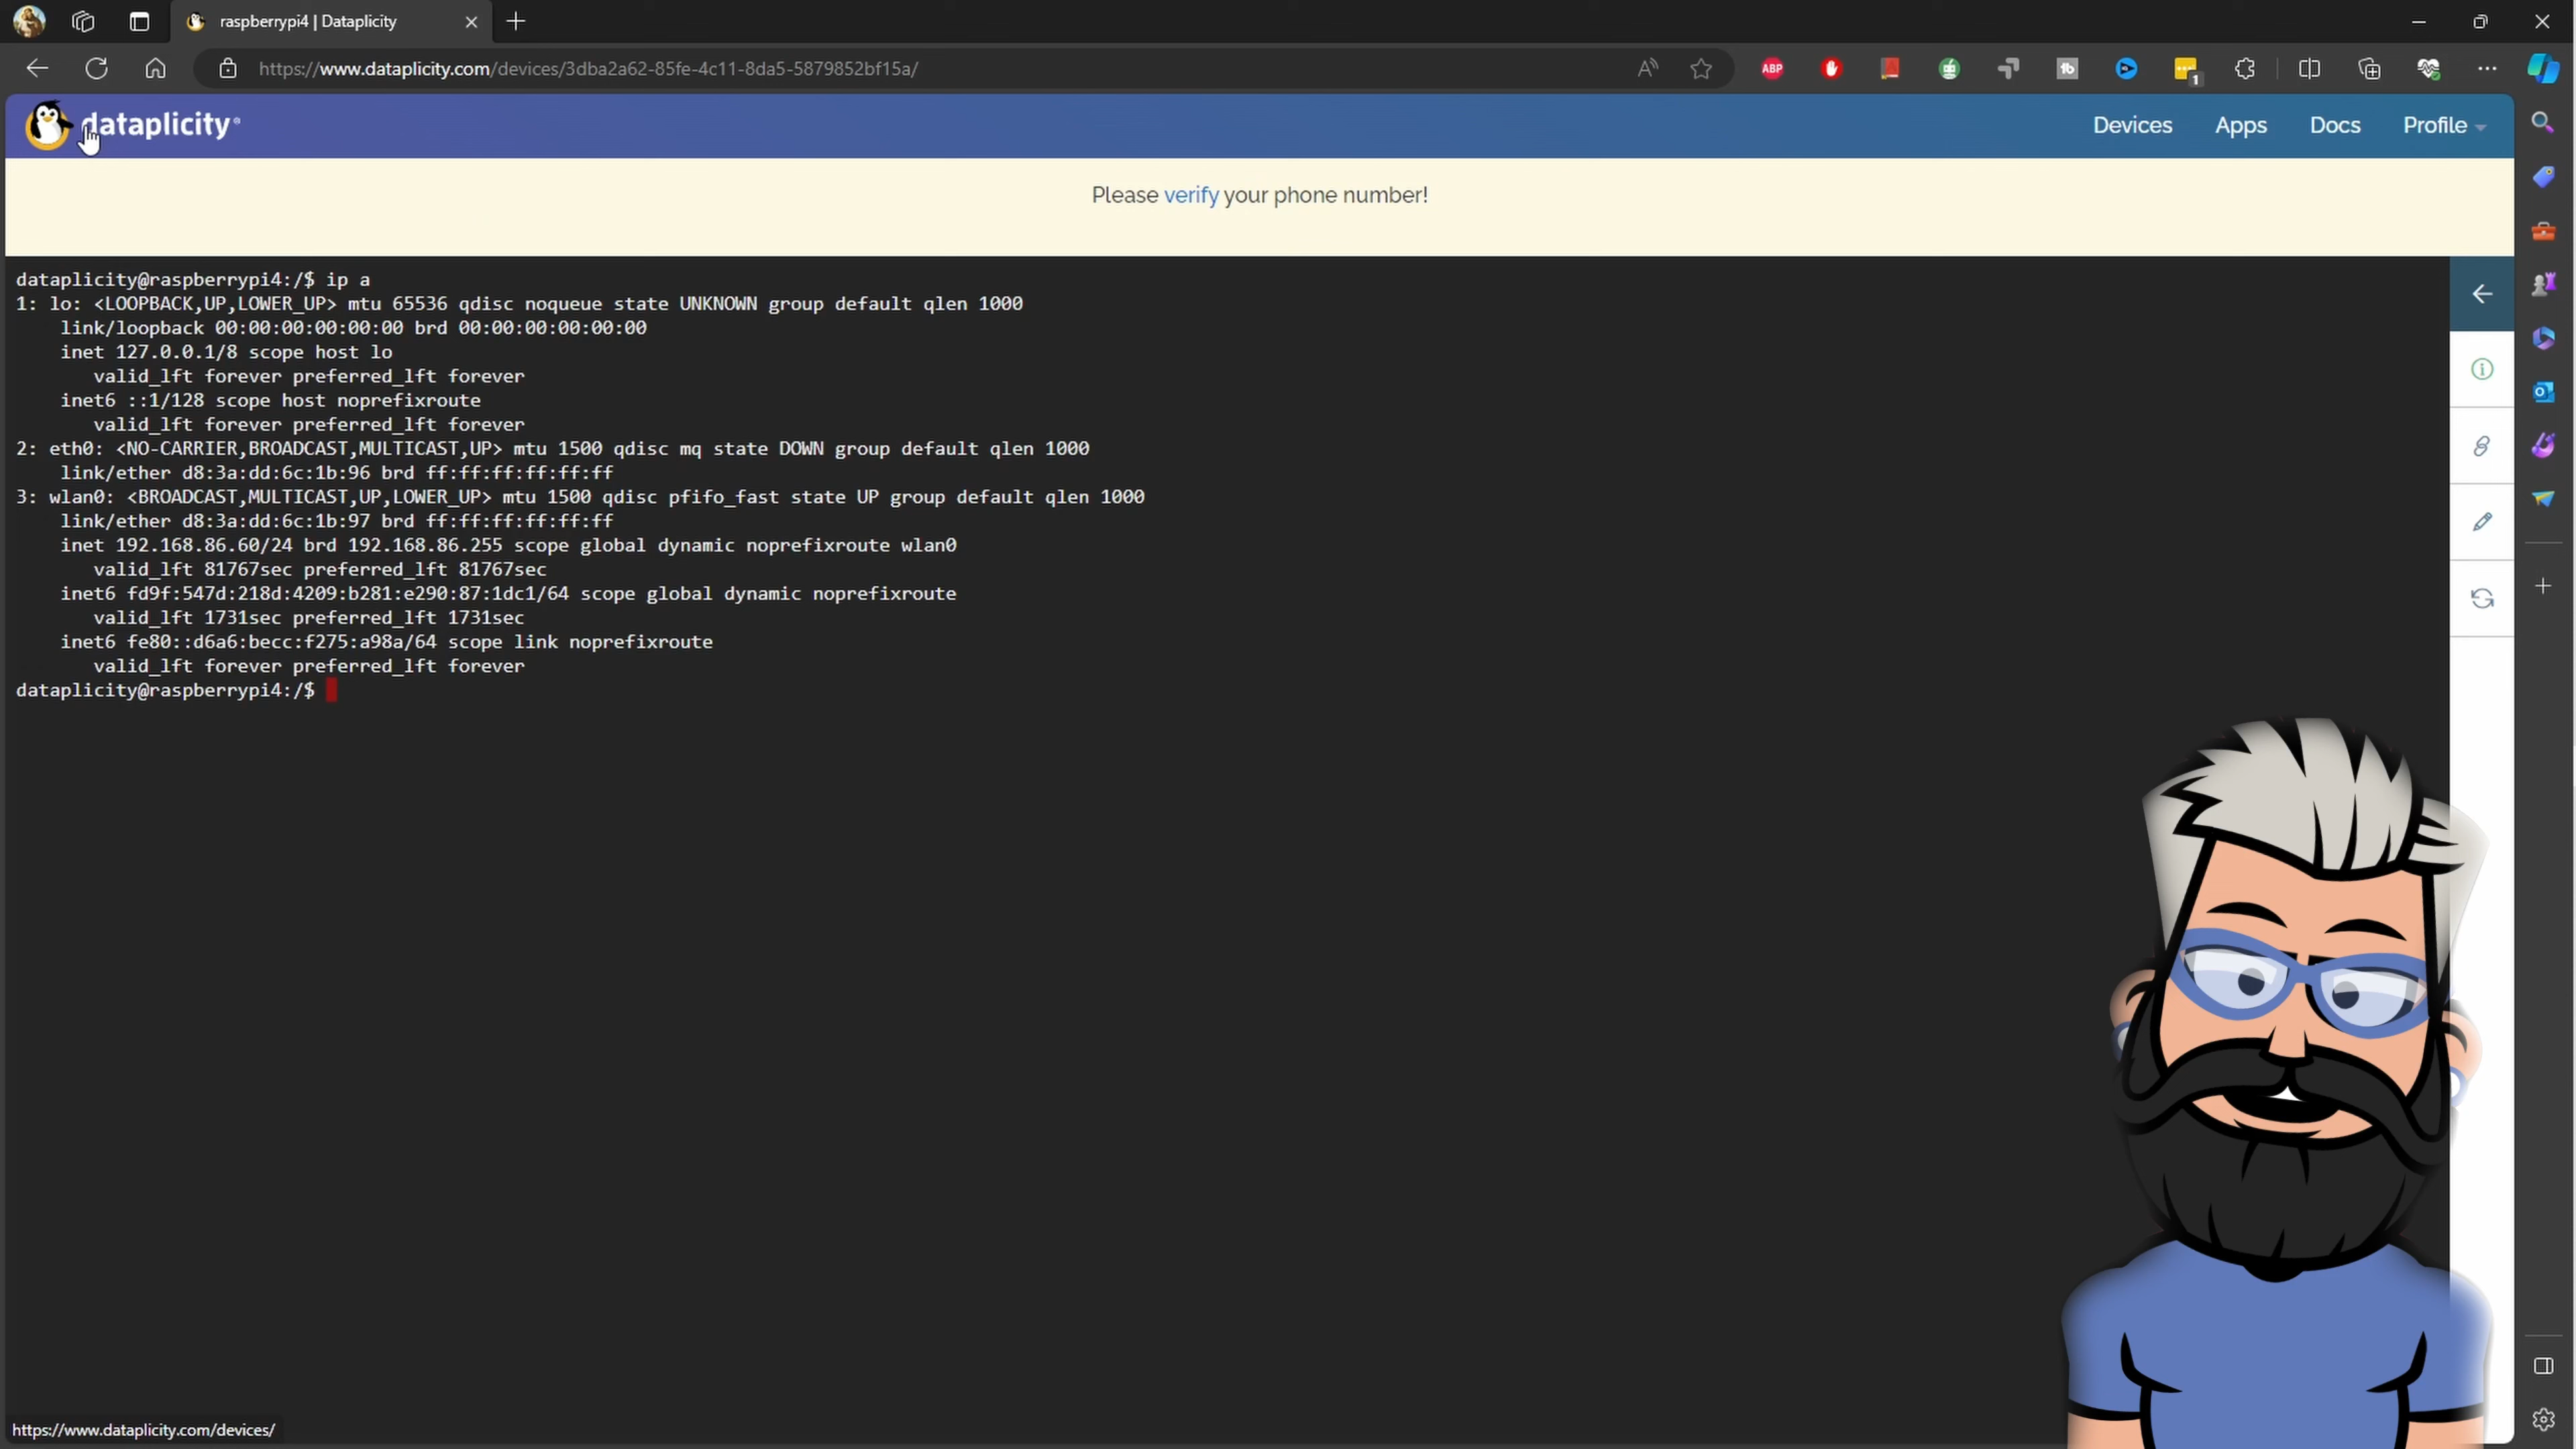 raspberrypi4 | Dataplicity
https://www.dataplicity.com/devices/3dba2a62-85fe-4c11-8da5-5879852bf15a/
ABP
1
dataplicity
Devices Apps Docs Profile
Please verify your phone number!
dataplicity@raspberrypi4:/$ ip a
1: lo: <LOOPBACK,UP,LOWER_UP> mtu 65536 qdisc noqueue state UNKNOWN group default qlen 1000
link/loopback 00:00:00:00:00:00 brd 00:00:00:00:00:00
inet 127.0.0.1/8 scope host lo
valid_lft forever preferred_lft forever
inet6 ::1/128 scope host noprefixroute
valid_lft forever preferred_lft forever
2: eth0: <NO-CARRIER,BROADCAST,MULTICAST,UP> mtu 1500 qdisc mq state DOWN group default qlen 1000
link/ether d8:3a:dd:6c:1b:96 brd ff:ff:ff:ff:ff:ff
3: wlan0: <BROADCAST,MULTICAST,UP,LOWER_UP> mtu 1500 qdisc pfifo_fast state UP group default qlen 1000
link/ether d8:3a:dd:6c:1b:97 brd ff:ff:ff:ff:ff:ff
inet 192.168.86.60/24 brd 192.168.86.255 scope global dynamic noprefixroute wlan0
valid_lft 81767sec preferred_lft 81767sec
inet6 fd9f:547d:218d:4209:b281:e290:87:1dc1/64 scope global dynamic noprefixroute
valid_lft 1731sec preferred_lft 1731sec
inet6 fe80::d6a6:becc:f275:a98a/64 scope link noprefixroute
valid_lft forever preferred_lft forever
dataplicity@raspberrypi4:/$
https://www.dataplicity.com/devices/